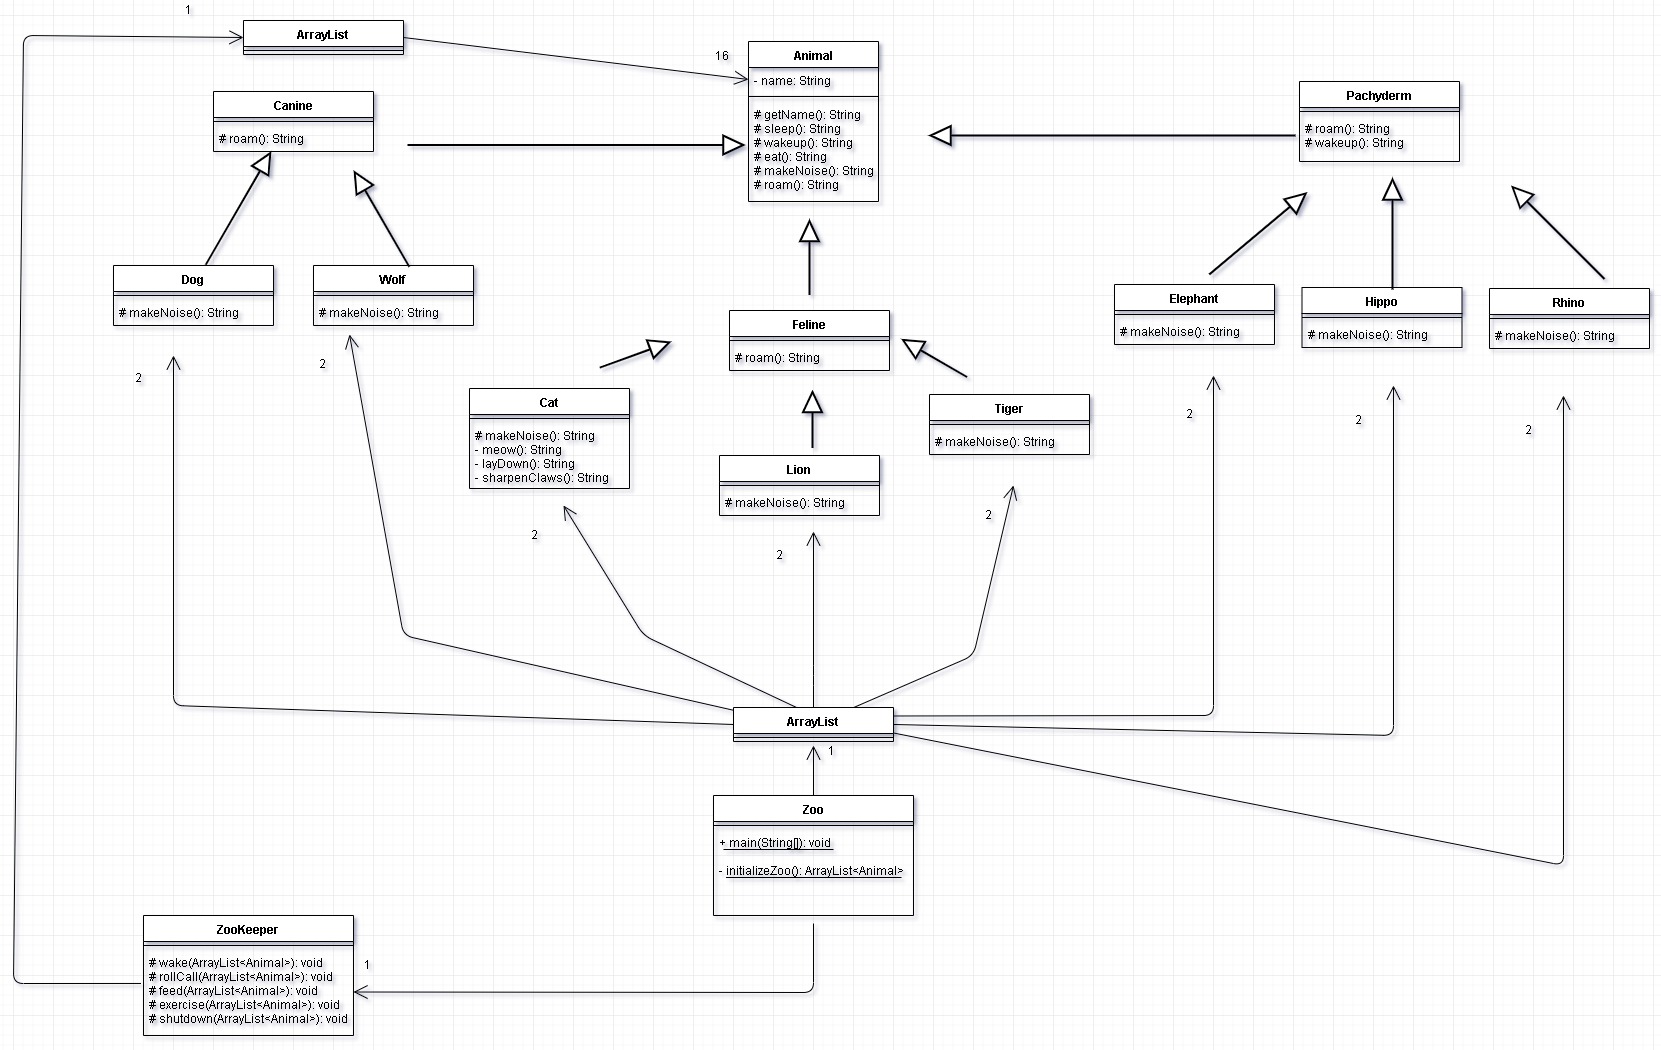 1
ArrayList
16
Animal
- name: String
# getName(): String
# sleep(): String
# wakeup(): String
# eat(): String
# makeNoise(): String
# roam(): String
Canine
# roam(): String
Pachyderm
# roam(): String
# wakeup(): String
Dog
# makeNoise(): String
Wolf
# makeNoise(): String
Feline
# roam(): String
Elephant
# makeNoise(): String
Hippo
# makeNoise(): String
Rhino
# makeNoise(): String
2
2
Cat
# makeNoise(): String
- meow(): String
- layDown(): String
- sharpenClaws(): String
Lion
# makeNoise(): String
Tiger
# makeNoise(): String
2
2
2
2
2
2
ArrayList
1
Zoo
+ main(String[]): void
- initializeZoo(): ArrayList<Animal>
ZooKeeper
# wake(ArrayList<Animal>): void
# rollCall(ArrayList<Animal>): void
# feed(ArrayList<Animal>): void
# exercise(ArrayList<Animal>): void
# shutdown(ArrayList<Animal>): void
1